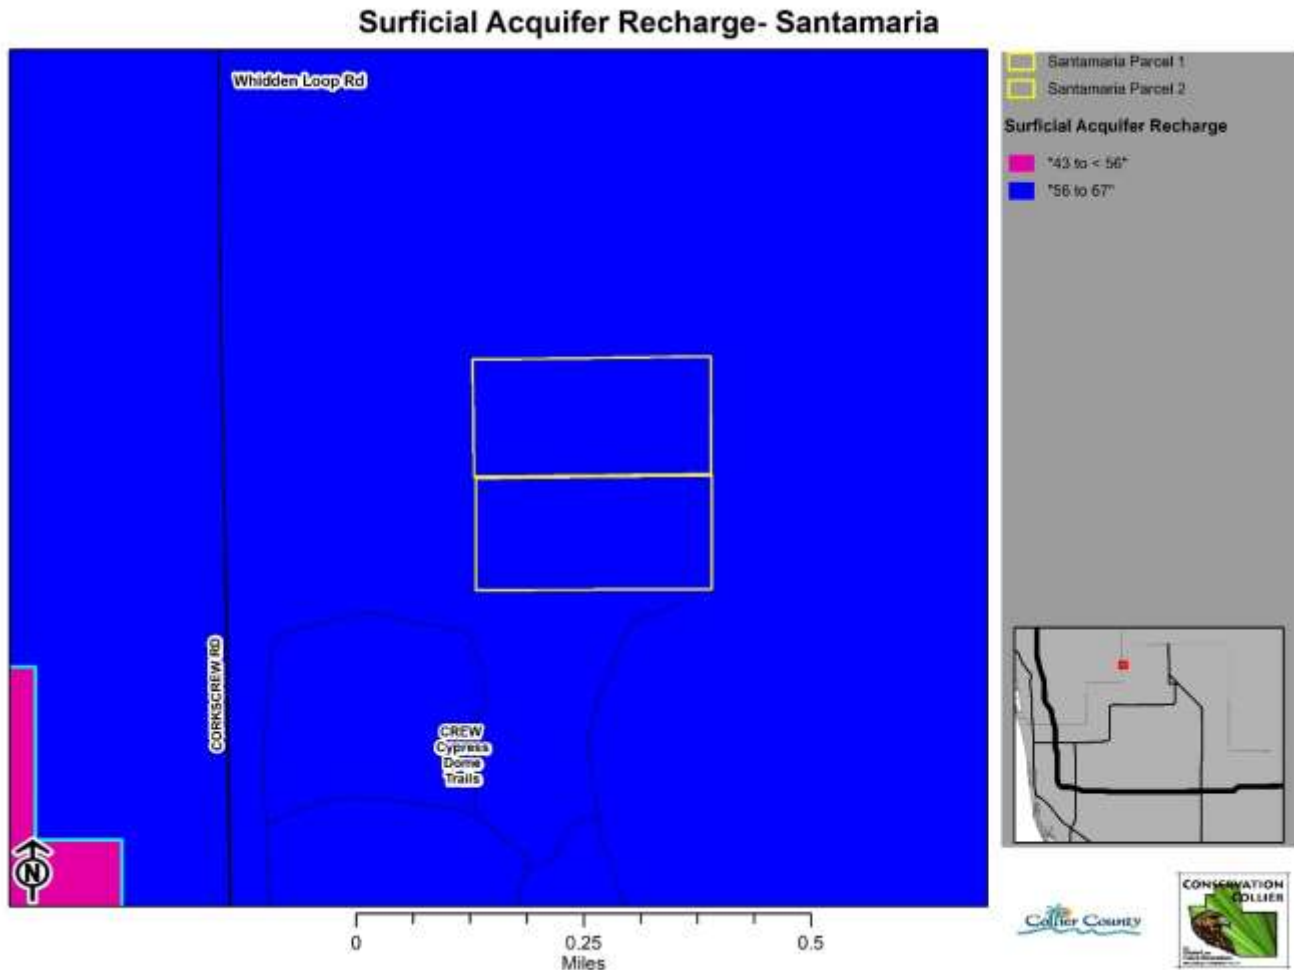 Surficial Acquifer Recharge- Santamaria
Whidden Loop Rd
CORKSCREW RD
CREW
Cypress
Dome
Trails
N
0
0.25
0.5
Miles
Santamaria Parcel 1
Santamaria Parcel 2
Surficial Acquifer Recharge
"43 to < 56"
"56 to 67"
Collier County
CONSERVATION
COLLIER